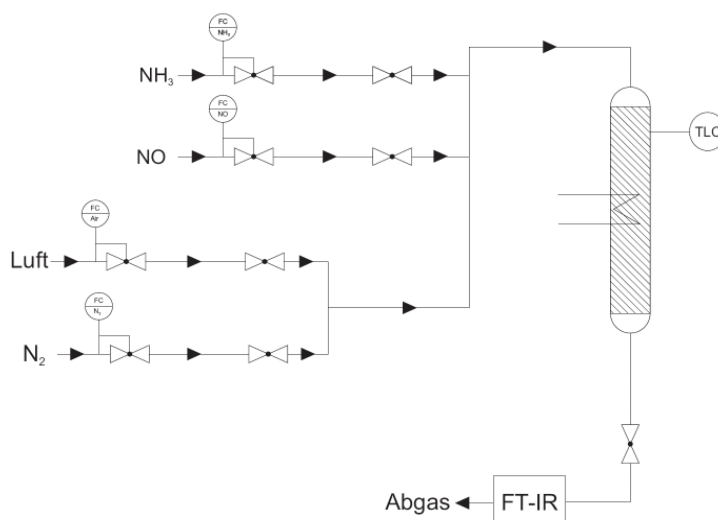 FC
NH₃
NH₃
FC
NO
NO
FC
Air
Luft
FC
N₂
N₂
TLC
Abgas
FT-IR